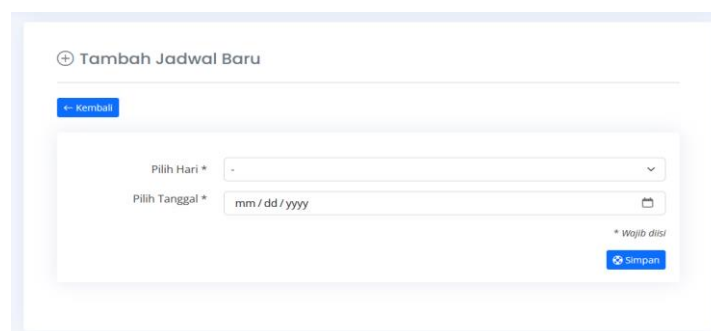 Tambah Jadwal Baru
← Kembali
Pilih Hari * -
Pilih Tanggal * mm / dd / yyyy
* Wajib diisi
Simpan